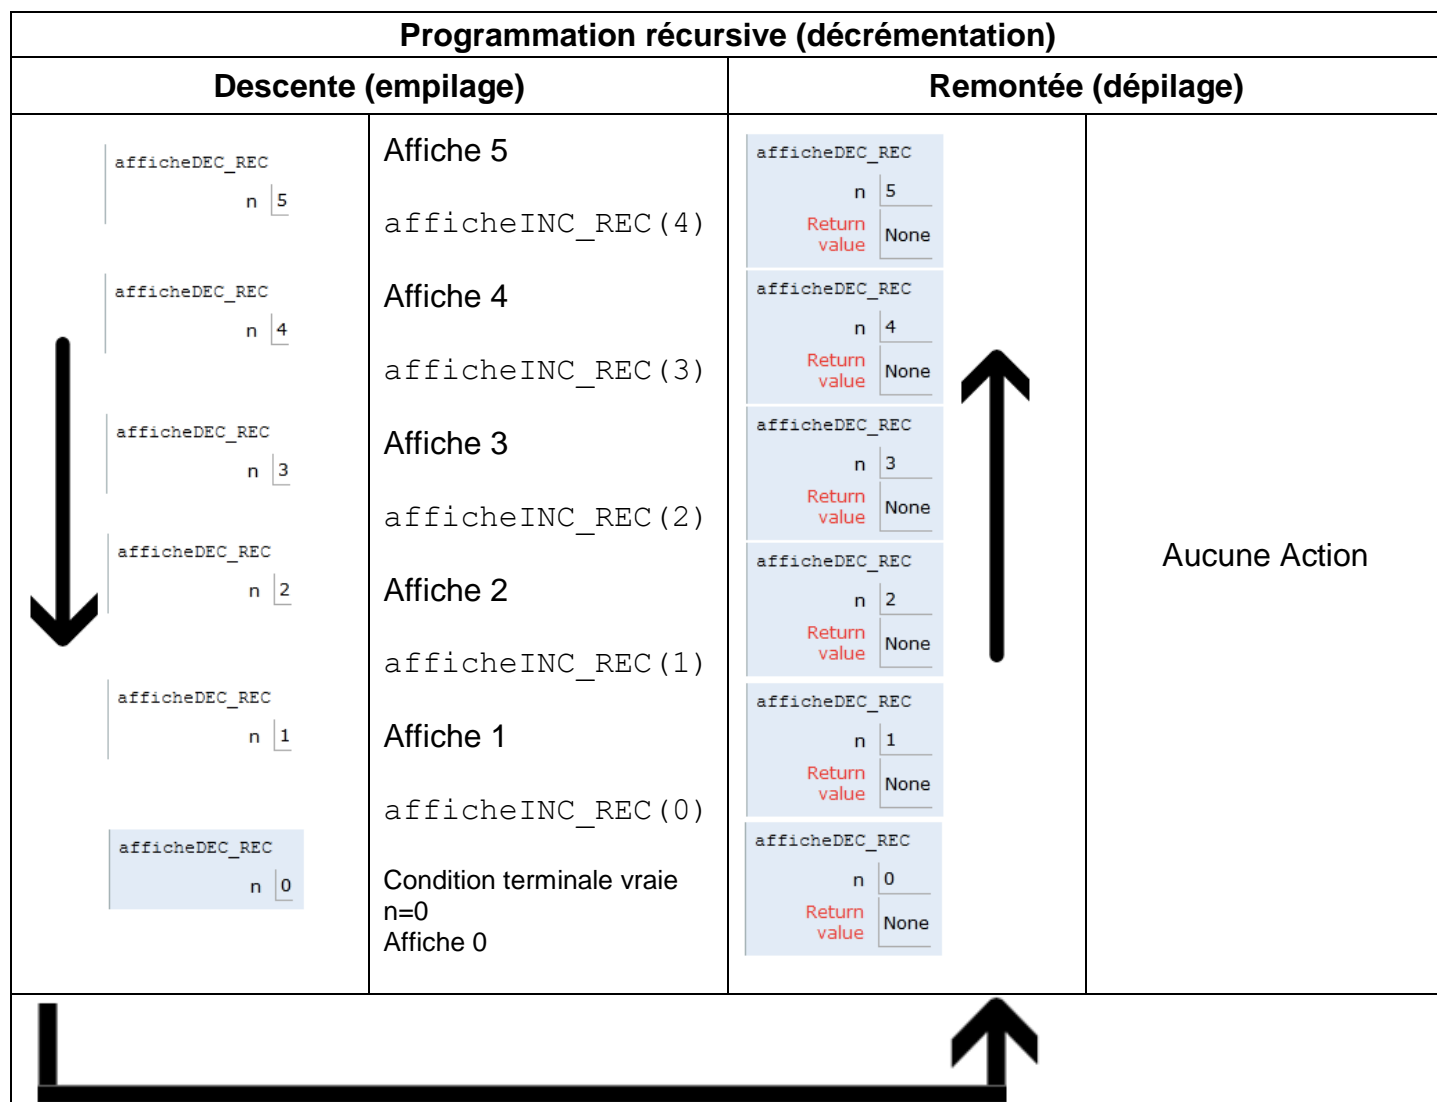 Programmation récursive (décrémentation)
Descente (empilage)
Remontée (dépilage)
afficheDEC_REC
n 5
afficheDEC_REC
n 4
afficheDEC_REC
n 3
afficheDEC_REC
n 2
afficheDEC_REC
n 1
afficheDEC_REC
n 0
Affiche 5
afficheINC_REC(4)
Affiche 4
afficheINC_REC(3)
Affiche 3
afficheINC_REC(2)
Affiche 2
afficheINC_REC(1)
Affiche 1
afficheINC_REC(0)
Condition terminale vraie
n=0
Affiche 0
afficheDEC_REC
n 5
Return
value None
afficheDEC_REC
n 4
Return
value None
afficheDEC_REC
n 3
Return
value None
afficheDEC_REC
n 2
Return
value None
afficheDEC_REC
n 1
Return
value None
afficheDEC_REC
n 0
Return
value None
Aucune Action